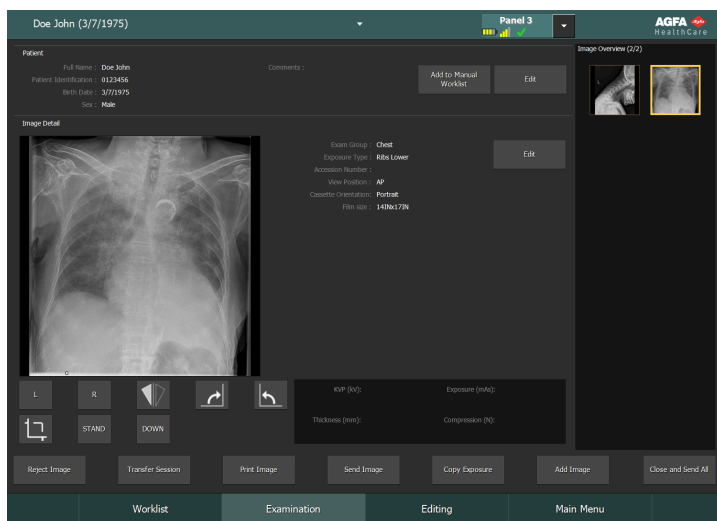 Doe John (3/7/1975)
Panel 3
AGFA
HealthCare
Patient
Full Name : Doe John
Patient Identification : 0123456
Birth Date : 3/7/1975
Sex : Male
Comments :
Add to Manual
Worklist
Edit
Image Overview (2/2)
Image Detail
Exam Group : Chest
Exposure Type : Ribs Lower
Accession Number :
View Position : AP
Cassette Orientation: Portrait
Film size : 14INx17IN
Edit
L
R
STAND
DOWN
KVP (kV):
Exposure (mAs):
Thickness (mm):
Compression (N):
Reject Image
Transfer Session
Print Image
Send Image
Copy Exposure
Add Image
Close and Send All
Worklist
Examination
Editing
Main Menu